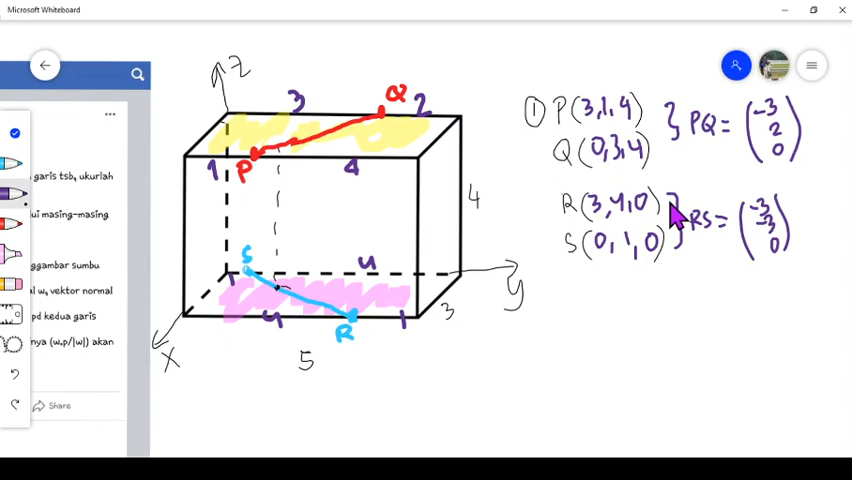 Microsoft Whiteboard
garis tsb, ukurlah
ui masing-masing
ggambar sumbu
al w, vektor normal
pd kedua garis
nya (w.p/|w|) akan
Share
Z
3
Q
2
1
P
4
4
S
1
4
y
4
R
1
3
X
5
① P(3,1,4)
Q(0,3,4)
} PQ = (-3 2 0)
R(3,4,0)
S(0,1,0)
} RS = (-3 -3 0)